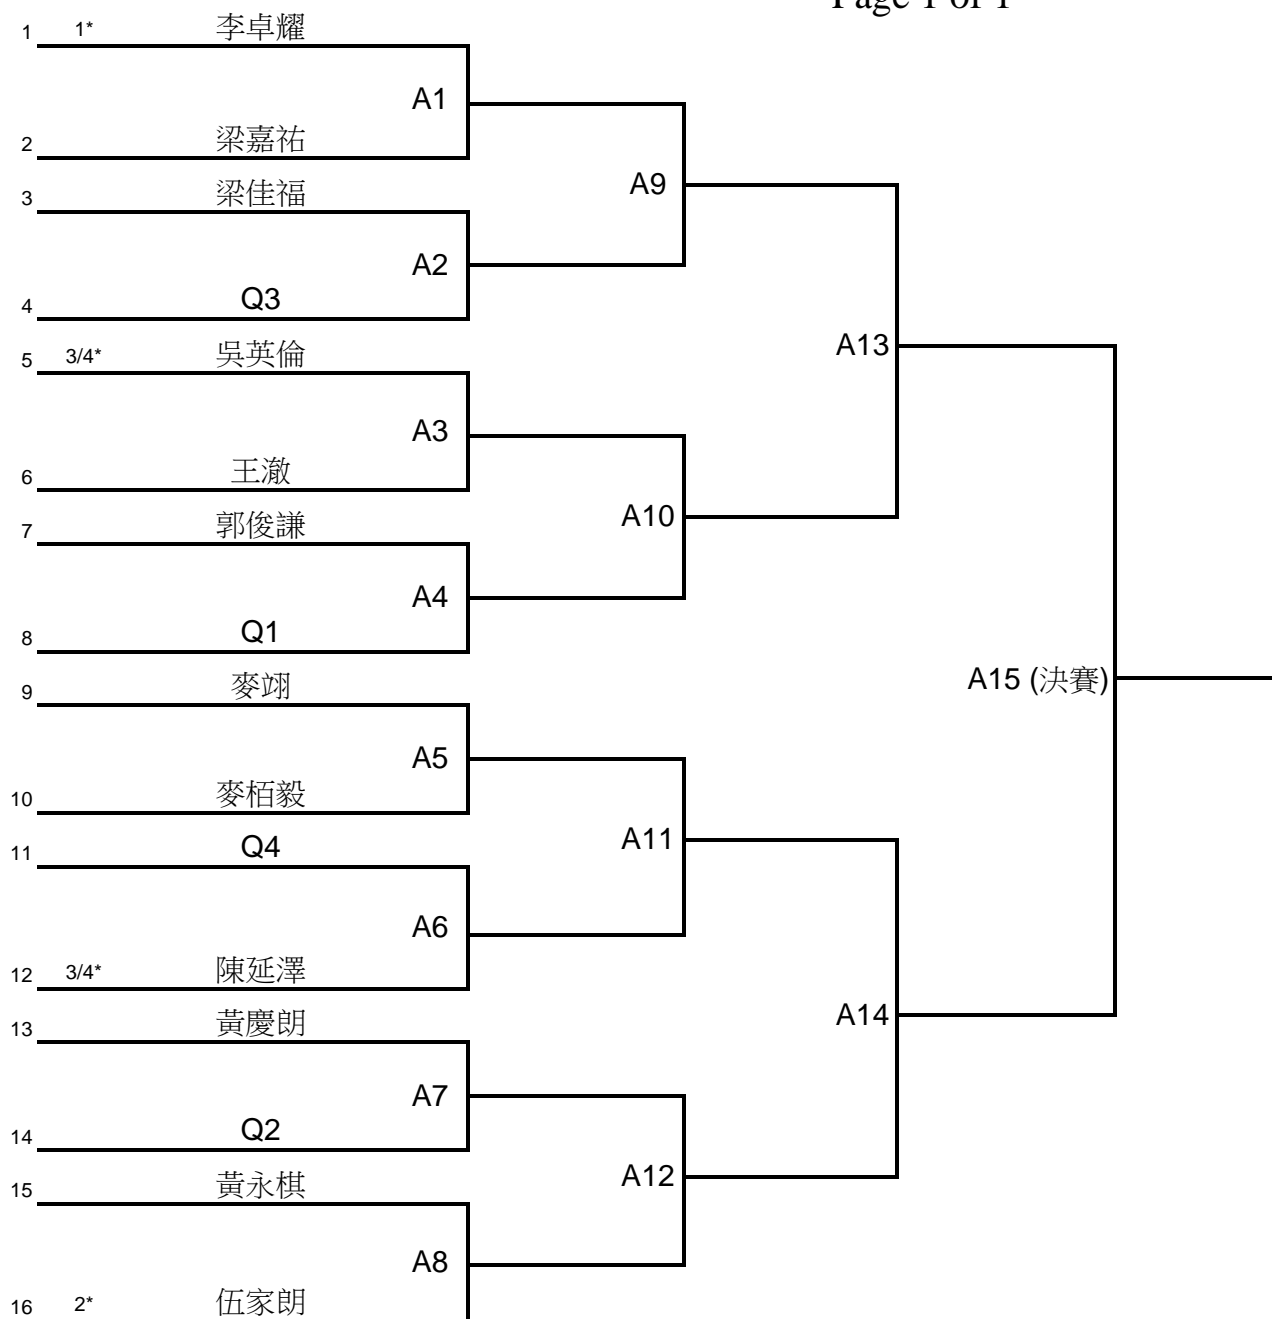 Page 1 of 1
1 1* 李卓耀
A1
2 梁嘉祐
3 梁佳福
A9
A2
4 Q3
5 3/4* 吳英倫
A13
A3
6 王澈
7 郭俊謙
A10
A4
8 Q1
9 麥翊
A15 (決賽)
A5
10 麥栢毅
11 Q4
A11
A6
12 3/4* 陳延澤
13 黃慶朗
A14
A7
14 Q2
15 黃永棋
A12
A8
16 2* 伍家朗